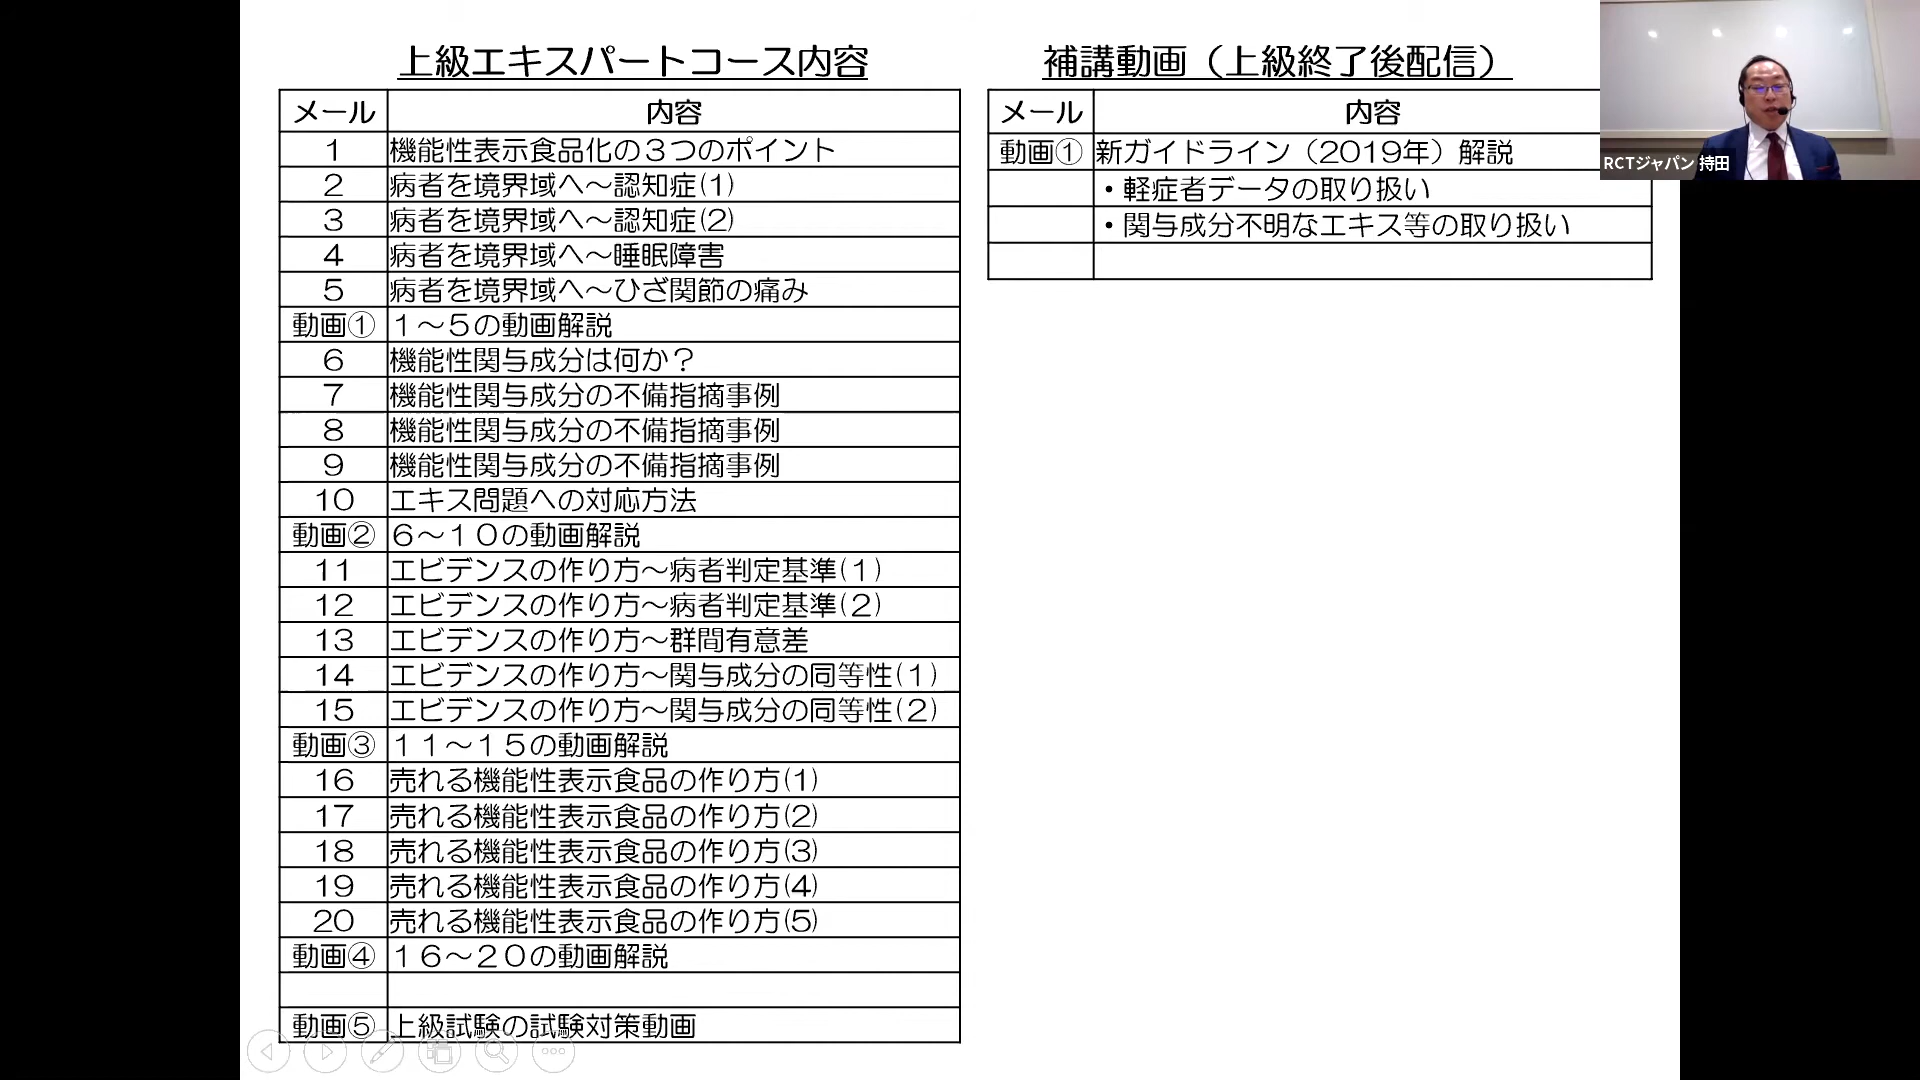 上級エキスパートコース内容
メール 内容
1 機能性表示食品化の３つのポイント
2 病者を境界域へ～認知症(1)
3 病者を境界域へ～認知症(2)
4 病者を境界域へ～睡眠障害
5 病者を境界域へ～ひざ関節の痛み
動画① １～５の動画解説
6 機能性関与成分は何か？
7 機能性関与成分の不備指摘事例
8 機能性関与成分の不備指摘事例
9 機能性関与成分の不備指摘事例
10 エキス問題への対応方法
動画② ６～１０の動画解説
11 エビデンスの作り方～病者判定基準(１)
12 エビデンスの作り方～病者判定基準(２)
13 エビデンスの作り方～群間有意差
14 エビデンスの作り方～関与成分の同等性(１)
15 エビデンスの作り方～関与成分の同等性(２)
動画③ １１～１５の動画解説
16 売れる機能性表示食品の作り方(1)
17 売れる機能性表示食品の作り方(2)
18 売れる機能性表示食品の作り方(3)
19 売れる機能性表示食品の作り方(4)
20 売れる機能性表示食品の作り方(5)
動画④ １６～２０の動画解説
動画⑤ 上級試験の試験対策動画
補講動画（上級終了後配信）
メール 内容
動画① 新ガイドライン（2019年）解説
・軽症者データの取り扱い
・関与成分不明なエキス等の取り扱い
RCTジャパン 持田